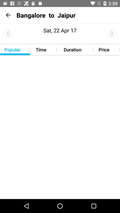 2:59
Bangalore to Jaipur
Sat, 22 Apr 17
Popular Time Duration Price